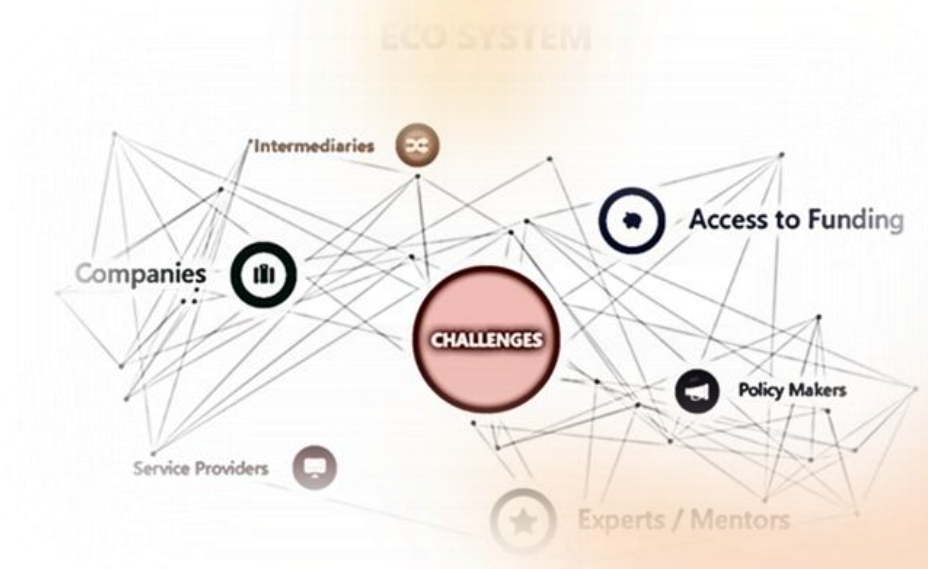 ECO SYSTEM
Intermediaries
Access to Funding
Companies
CHALLENGES
Policy Makers
Service Providers
Experts / Mentors